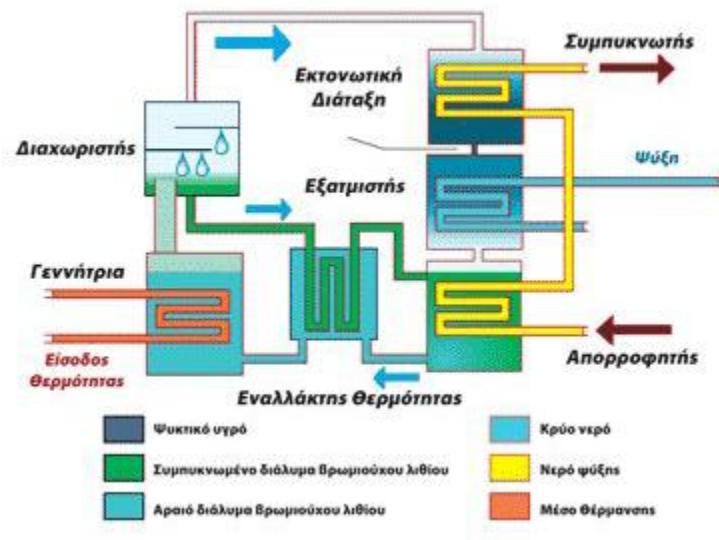 Συμπυκνωτής
Εκτονωτική
Διάταξη
Διαχωριστής
Ψύξη
Εξατμιστής
Γεννήτρια
Είσοδος
θερμότητας
Απορροφητής
Εναλλάκτης θερμότητας
Ψυκτικό υγρό
Κρύο νερό
Συμπυκνωμένο διάλυμα βρωμιούχου λιθίου
Νερό ψύξης
Αραιό διάλυμα βρωμιούχου λιθίου
Μέσο θέρμανσης